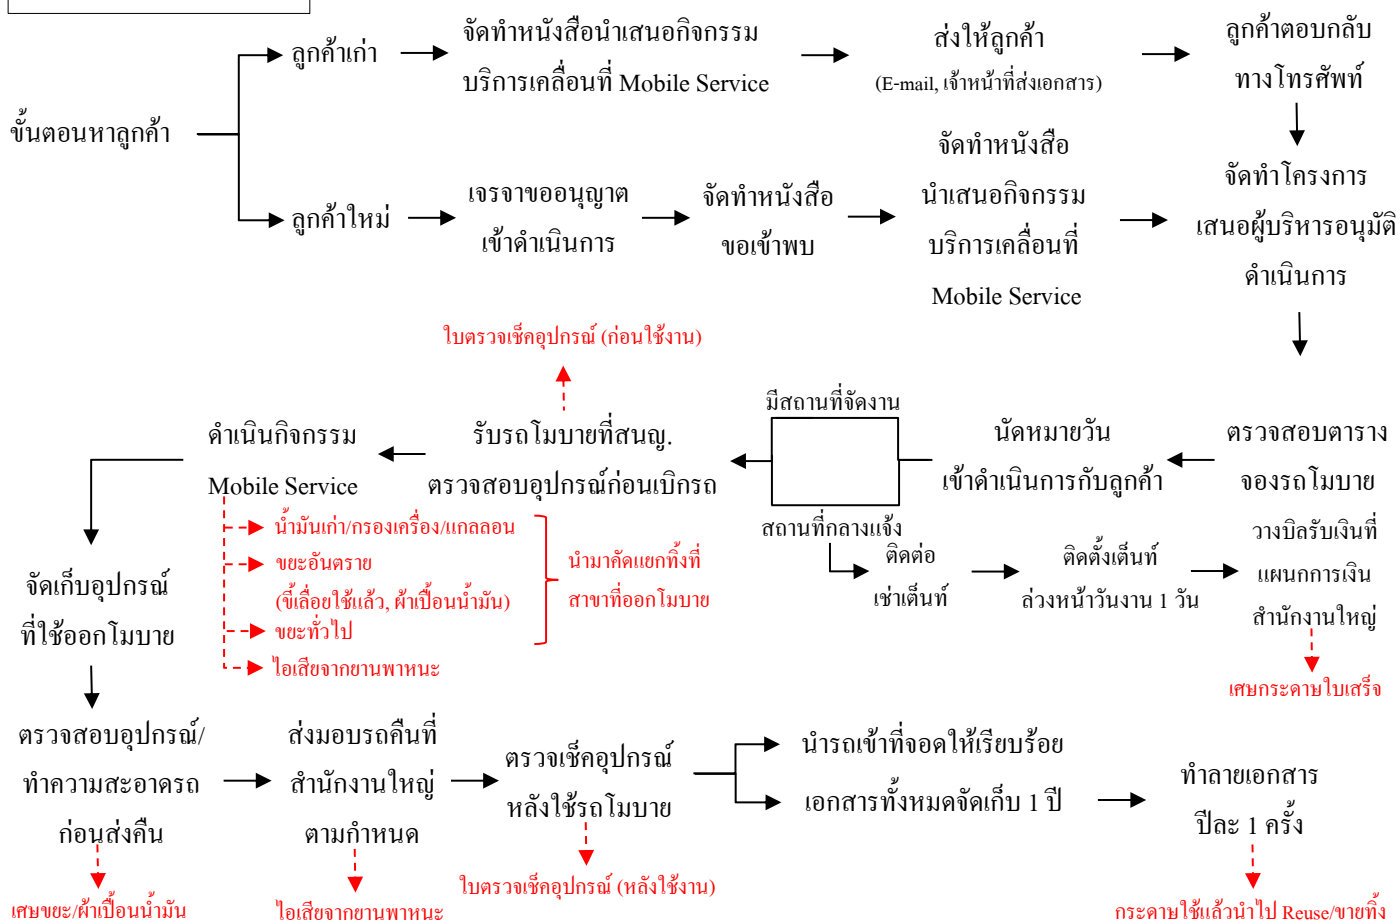 ขั้นตอนหาลูกค้า
ลูกค้าเก่า
จัดทำหนังสือนำเสนอกิจกรรม
บริการเคลื่อนที่ Mobile Service
ส่งให้ลูกค้า
(E-mail, เจ้าหน้าที่ส่งเอกสาร)
ลูกค้าตอบกลับ
ทางโทรศัพท์
ลูกค้าใหม่
เจรจาขออนุญาต
เข้าดำเนินการ
จัดทำหนังสือ
ขอเข้าพบ
จัดทำหนังสือ
นำเสนอกิจกรรม
บริการเคลื่อนที่
Mobile Service
จัดทำโครงการ
เสนอผู้บริหารอนุมัติ
ดำเนินการ
ตรวจสอบตาราง
จองรถโมบาย
นัดหมายวัน
เข้าดำเนินการกับลูกค้า
มีสถานที่จัดงาน
สถานที่กลางแจ้ง
ติดต่อ
เช่าเต็นท์
ติดตั้งเต็นท์
ล่วงหน้าวันงาน 1 วัน
วางบิลรับเงินที่
แผนกการเงิน
สำนักงานใหญ่
เศษกระดาษใบเสร็จ
ใบตรวจเช็คอุปกรณ์ (ก่อนใช้งาน)
รับรถโมบายที่สนญ.
ตรวจสอบอุปกรณ์ก่อนเบิกรถ
ดำเนินกิจกรรม
Mobile Service
น้ำมันเก่า/กรองเครื่อง/แกลลอน
ขยะอันตราย
(ขี้เลื่อยใช้แล้ว, ผ้าเปื้อนน้ำมัน)
ขยะทั่วไป
ไอเสียจากยานพาหนะ
นำมาคัดแยกทิ้งที่
สาขาที่ออกโมบาย
จัดเก็บอุปกรณ์
ที่ใช้ออกโมบาย
ตรวจสอบอุปกรณ์/
ทำความสะอาดรถ
ก่อนส่งคืน
เศษขยะ/ผ้าเปื้อนน้ำมัน
ส่งมอบรถคืนที่
สำนักงานใหญ่
ตามกำหนด
ไอเสียจากยานพาหนะ
ตรวจเช็คอุปกรณ์
หลังใช้รถโมบาย
ใบตรวจเช็คอุปกรณ์ (หลังใช้งาน)
นำรถเข้าที่จอดให้เรียบร้อย
เอกสารทั้งหมดจัดเก็บ 1 ปี
ทำลายเอกสาร
ปีละ 1 ครั้ง
กระดาษใช้แล้วนำไป Reuse/ขายทิ้ง